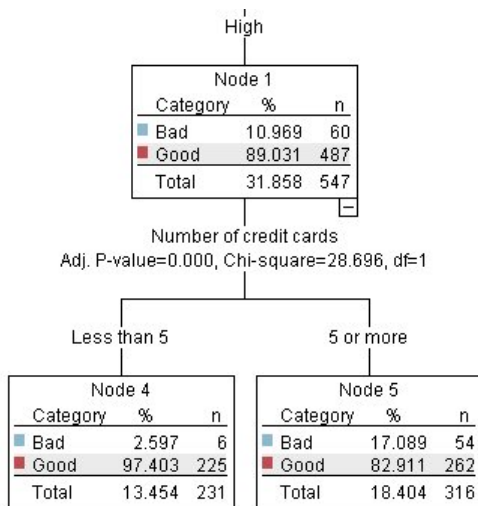 High
Node 1
Category % n
Bad 10.969 60
Good 89.031 487
Total 31.858 547
Number of credit cards
Adj. P-value=0.000, Chi-square=28.696, df=1
Less than 5 5 or more
Node 4
Category % n
Bad 2.597 6
Good 97.403 225
Total 13.454 231
Node 5
Category % n
Bad 17.089 54
Good 82.911 262
Total 18.404 316